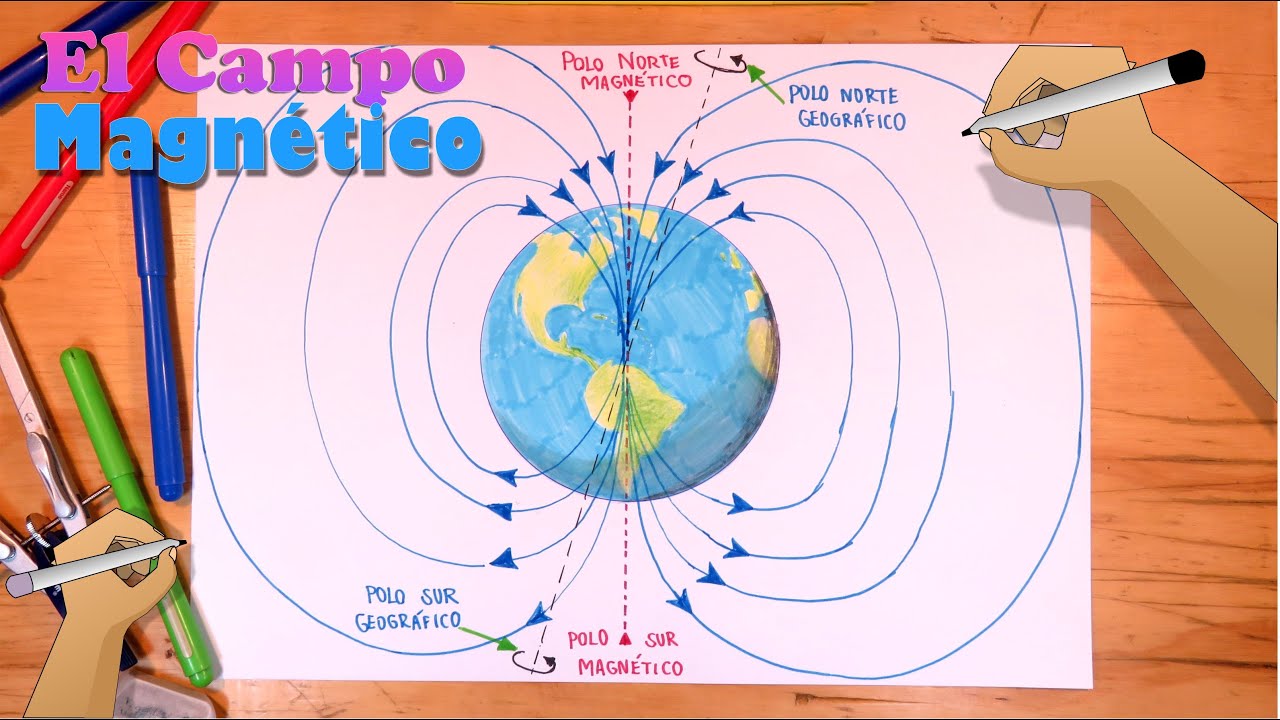 El Campo
Magnético
POLO NORTE
MAGNÉTICO
POLO NORTE
GEOGRÁFICO
POLO SUR
GEOGRÁFICO
POLO SUR
MAGNÉTICO